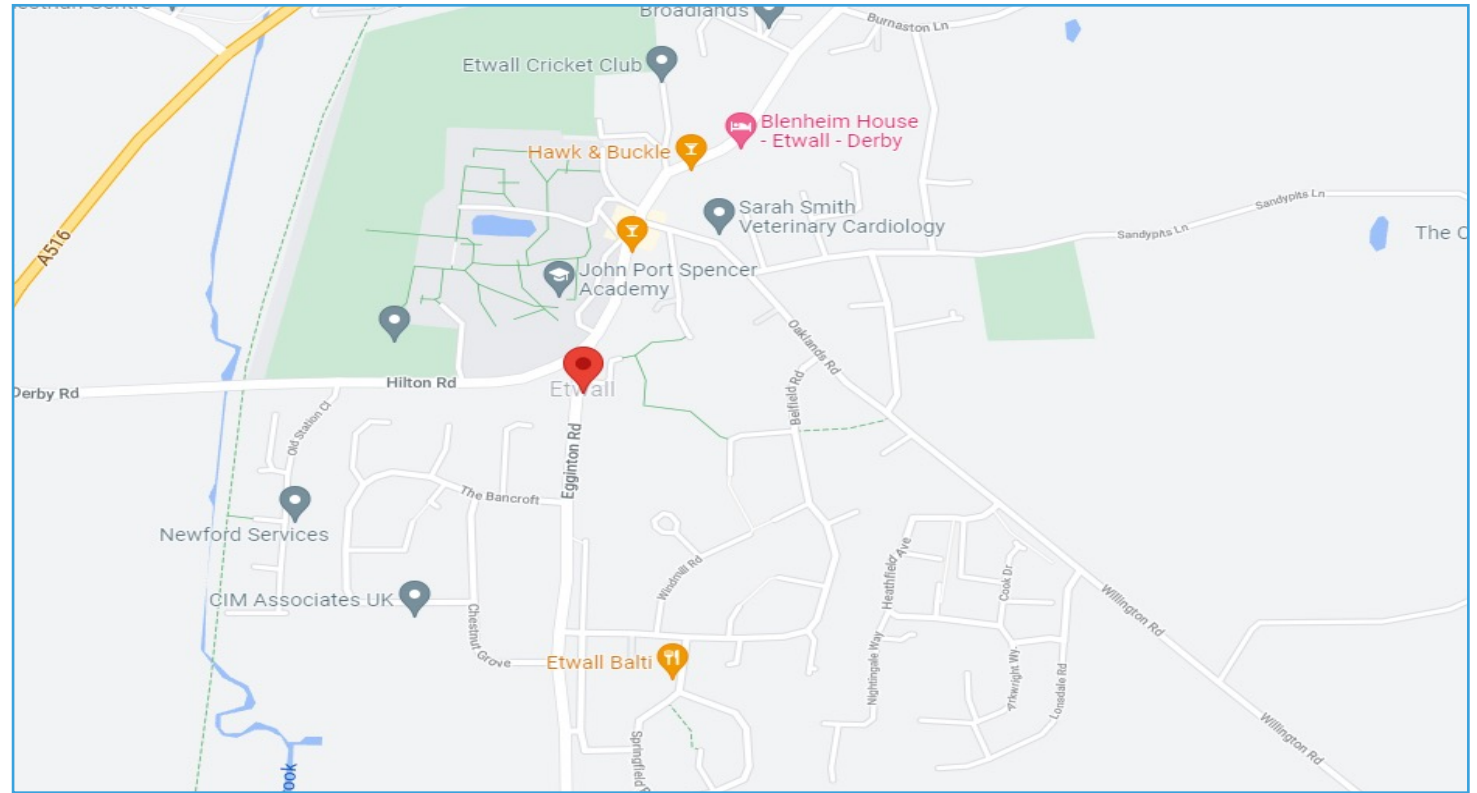 Broadlands
Burnaston Ln
Etwall Cricket Club
Blenheim House
- Etwall - Derby
Hawk & Buckle
Sandypits Ln
Sarah Smith
Veterinary Cardiology
Sandypits Ln
The C
A516
John Port Spencer
Academy
Oaklands Rd
Hilton Rd
Derby Rd
Etwall
Belfield Rd
Old Station Cl
Egginton Rd
The Bancroft
Newford Services
Windmill Rd
Heathfield Ave
Cook Dr
CIM Associates UK
Willington Rd
Chestnut Grove
Nightingale Way
Etwall Balti
Arkwright Wy.
Lonsdale Rd
Willington Rd
Springfield
ook